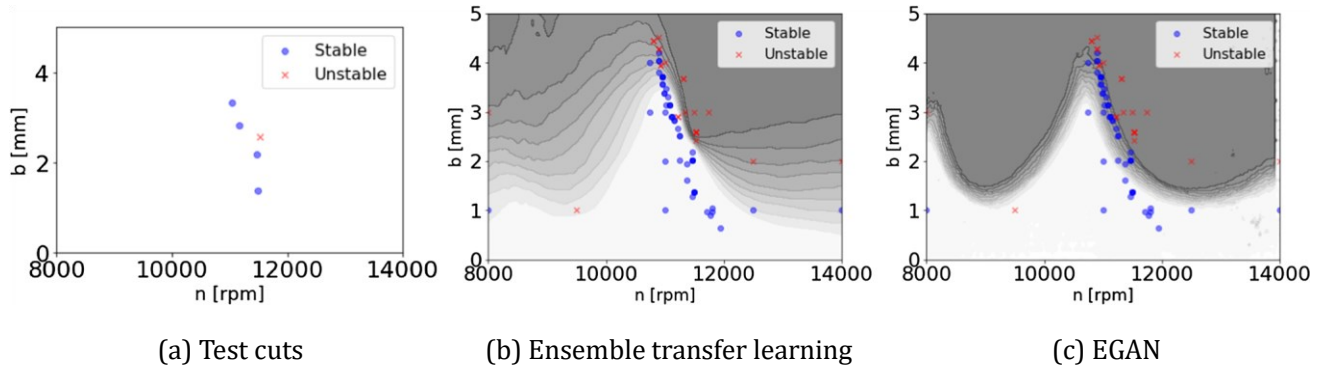 Stable
Unstable
4
2
0
b [mm]
8000 10000 12000 14000
n [rpm]
(a) Test cuts
Stable
Unstable
5
4
3
2
1
0
b [mm]
8000 10000 12000 14000
n [rpm]
(b) Ensemble transfer learning
Stable
Unstable
5
4
3
2
1
0
b [mm]
8000 10000 12000 14000
n [rpm]
(c) EGAN